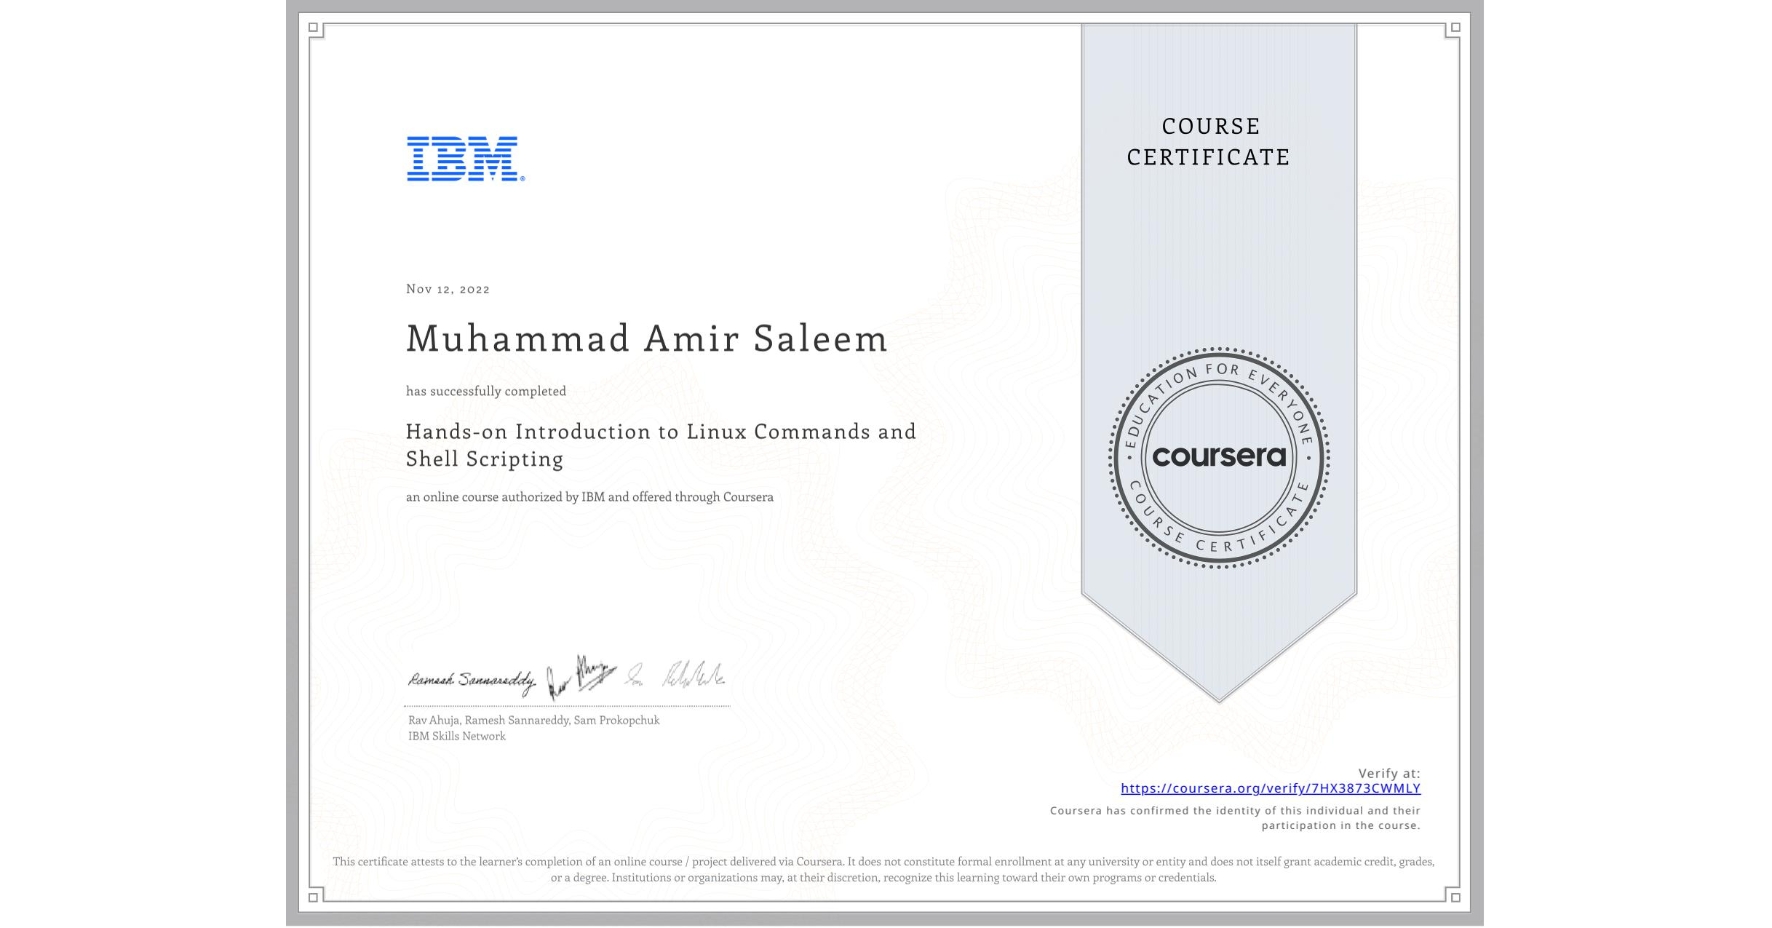 IBM
COURSE
CERTIFICATE
Nov 12, 2022
Muhammad Amir Saleem
has successfully completed
Hands-on Introduction to Linux Commands and
Shell Scripting
an online course authorized by IBM and offered through Coursera
EDUCATION FOR EVERYONE
coursera
COURSE CERTIFICATE
Ramesh Sannareddy
Rav Ahuja, Ramesh Sannareddy, Sam Prokopchuk
IBM Skills Network
Verify at:
https://coursera.org/verify/7HX3873CWMLY
Coursera has confirmed the identity of this individual and their
participation in the course.
This certificate attests to the learner's completion of an online course / project delivered via Coursera. It does not constitute formal enrollment at any university or entity and does not itself grant academic credit, grades,
or a degree. Institutions or organizations may, at their discretion, recognize this learning toward their own programs or credentials.